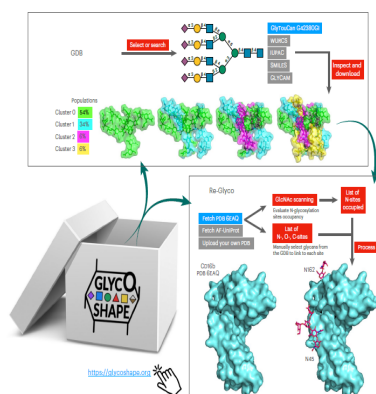 GDB
Select or search
GlyTouCan G42380GI
WURCS
IUPAC
SMILES
GLYCAM
Inspect and
download
Populations
Cluster 0 54%
Cluster 1 34%
Cluster 2 6%
Cluster 3 6%
Re-Glyco
Fetch PDB 6EAQ
Fetch AF-UniProt
Upload your own PDB
GlcNAc scanning
Evaluate N-glycosylation
sites occupancy
List of
N-sites
occupied
List of
N-, O-, C-sites
Manually select glycans from
the GDB to link to each site
Process
CD16b
PDB 6EAQ
N162
N45
GLYCO
SHAPE
https://glycoshape.org